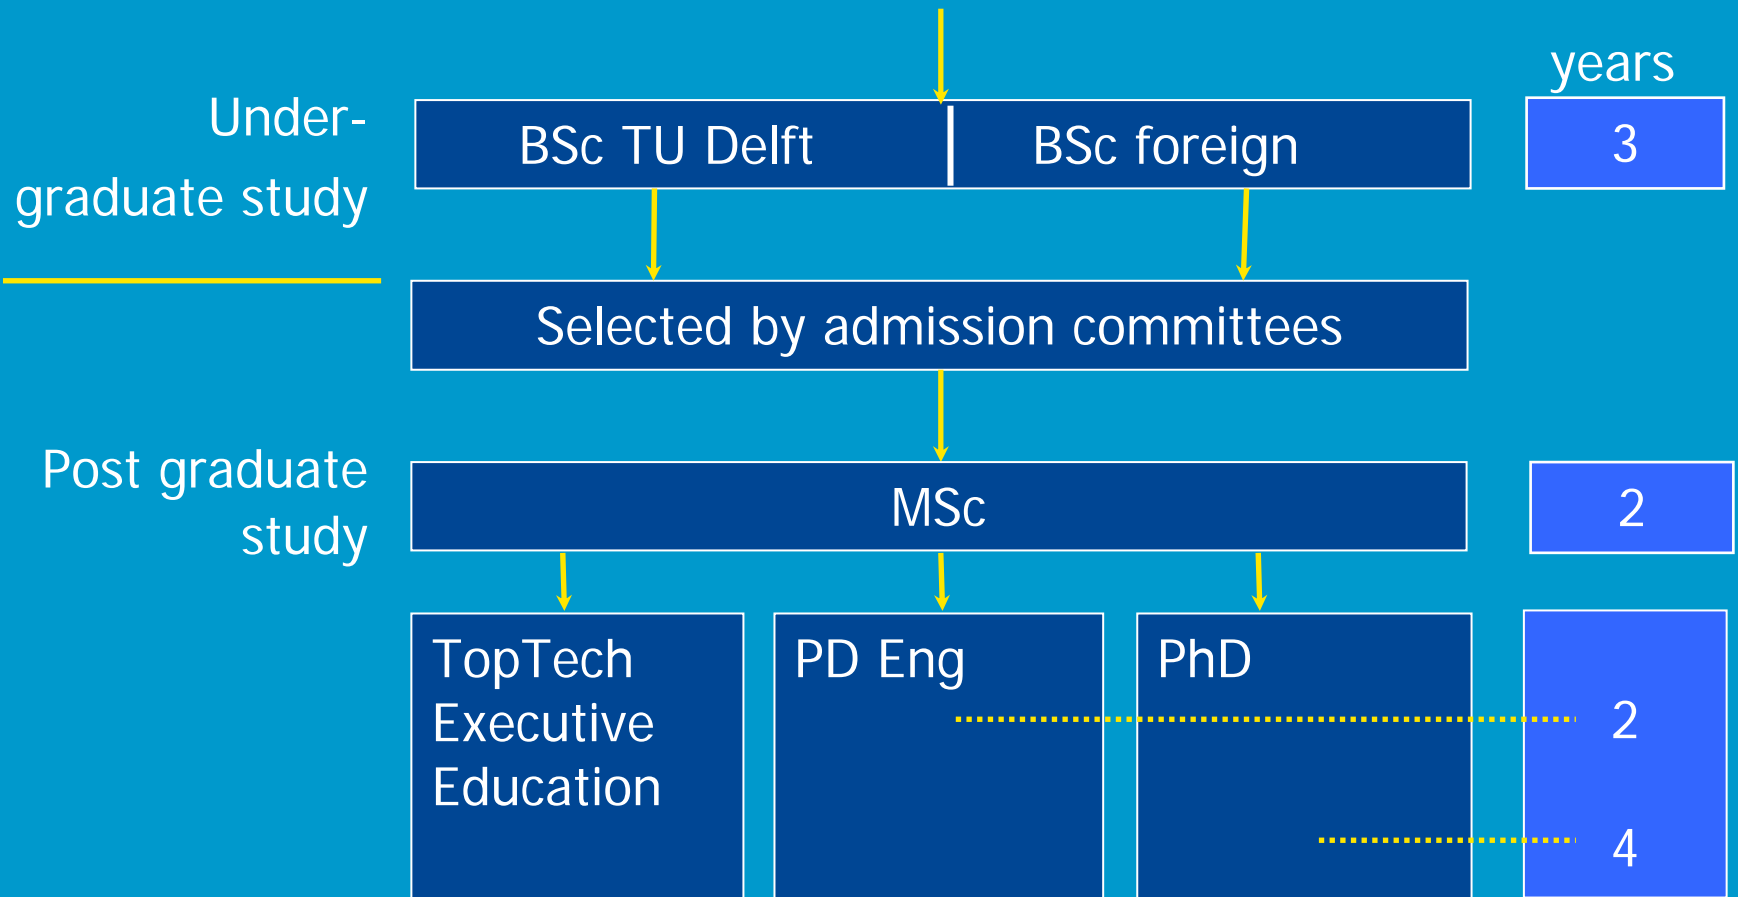 years
Under-
graduate study
BSc TU Delft
BSc foreign
3
Selected by admission committees
Post graduate
study
MSc
2
TopTech
Executive
Education
PD Eng
PhD
2
4